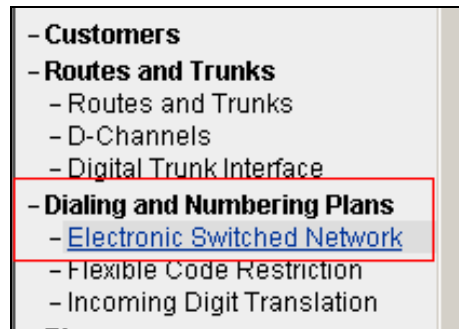 – Customers
– Routes and Trunks
– Routes and Trunks
– D-Channels
– Digital Trunk Interface
– Dialing and Numbering Plans
– Electronic Switched Network
– Flexible Code Restriction
– Incoming Digit Translation